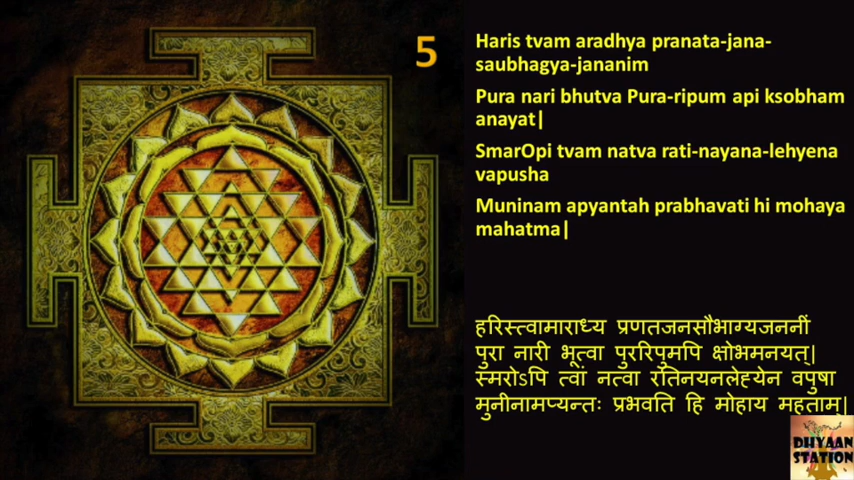 5
Haris tvam aradhya pranata-jana-
saubhagya-jananim
Pura nari bhutva Pura-ripum api ksobham
anayat|
SmarOpi tvam natva rati-nayana-lehyena
vapusha
Muninam apyantah prabhavati hi mohaya
mahatma|
हरिस्त्वामाराध्य प्रणतजनसौभाग्यजननीं
पुरा नारी भूत्वा पुररिपुमपि क्षोभमनयत्|
स्मरोऽपि त्वां नत्वा रतिनयनलेह्येन वपुषा
मुनीनामप्यन्तः प्रभवति हि मोहाय महताम्|
DHYAAN
STATION